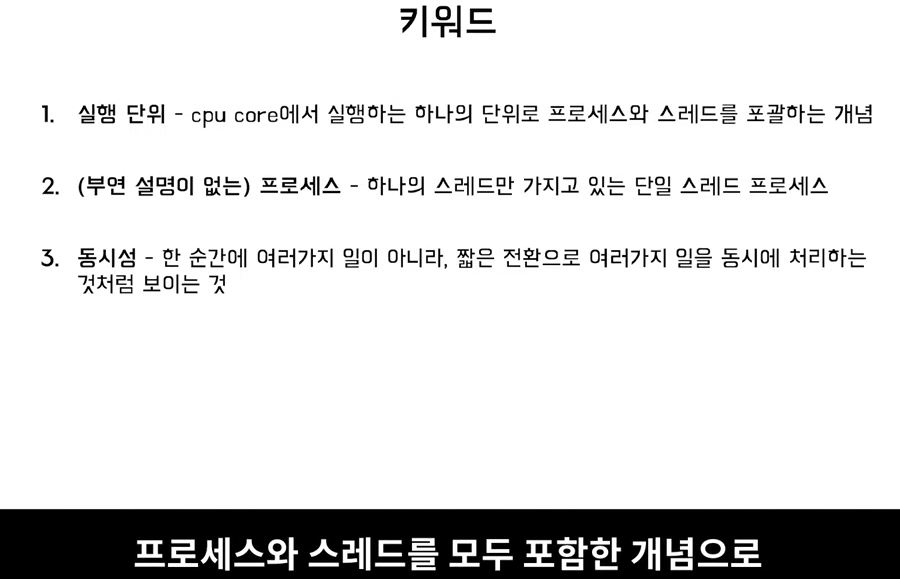 키워드
1. 실행 단위 - cpu core에서 실행하는 하나의 단위로 프로세스와 스레드를 포괄하는 개념
2. (부연 설명이 없는) 프로세스 - 하나의 스레드만 가지고 있는 단일 스레드 프로세스
3. 동시성 - 한 순간에 여러가지 일이 아니라, 짧은 전환으로 여러가지 일을 동시에 처리하는
것처럼 보이는 것
프로세스와 스레드를 모두 포함한 개념으로